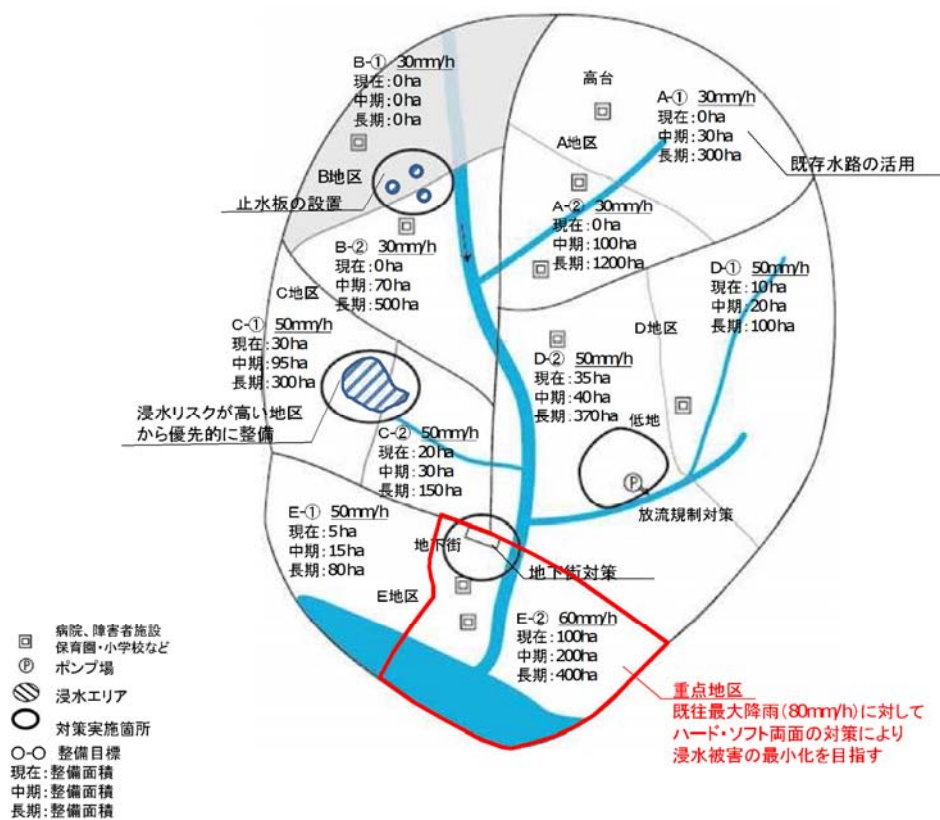 B-① 30mm/h
現在:0ha
中期:0ha
長期:0ha
高台
A-① 30mm/h
現在:0ha
中期:30ha
長期:300ha
A地区
既存水路の活用
B地区
止水板の設置
A-② 30mm/h
現在:0ha
中期:100ha
長期:1200ha
B-② 30mm/h
現在:0ha
中期:70ha
長期:500ha
C地区
D-① 50mm/h
現在:10ha
中期:20ha
長期:100ha
D地区
C-① 50mm/h
現在:30ha
中期:95ha
長期:300ha
D-② 50mm/h
現在:35ha
中期:40ha
長期:370ha
浸水リスクが高い地区
から優先的に整備
低地
C-② 50mm/h
現在:20ha
中期:30ha
長期:150ha
P
放流規制対策
E-① 50mm/h
現在:5ha
中期:15ha
長期:80ha
地下街
地下街対策
E地区
E-② 60mm/h
現在:100ha
中期:200ha
長期:400ha
重点地区
既往最大降雨(80mm/h)に対して
ハード・ソフト両面の対策により
浸水被害の最小化を目指す
病院、障害者施設
保育園・小学校など
P ポンプ場
浸水エリア
対策実施箇所
○-○ 整備目標
現在:整備面積
中期:整備面積
長期:整備面積